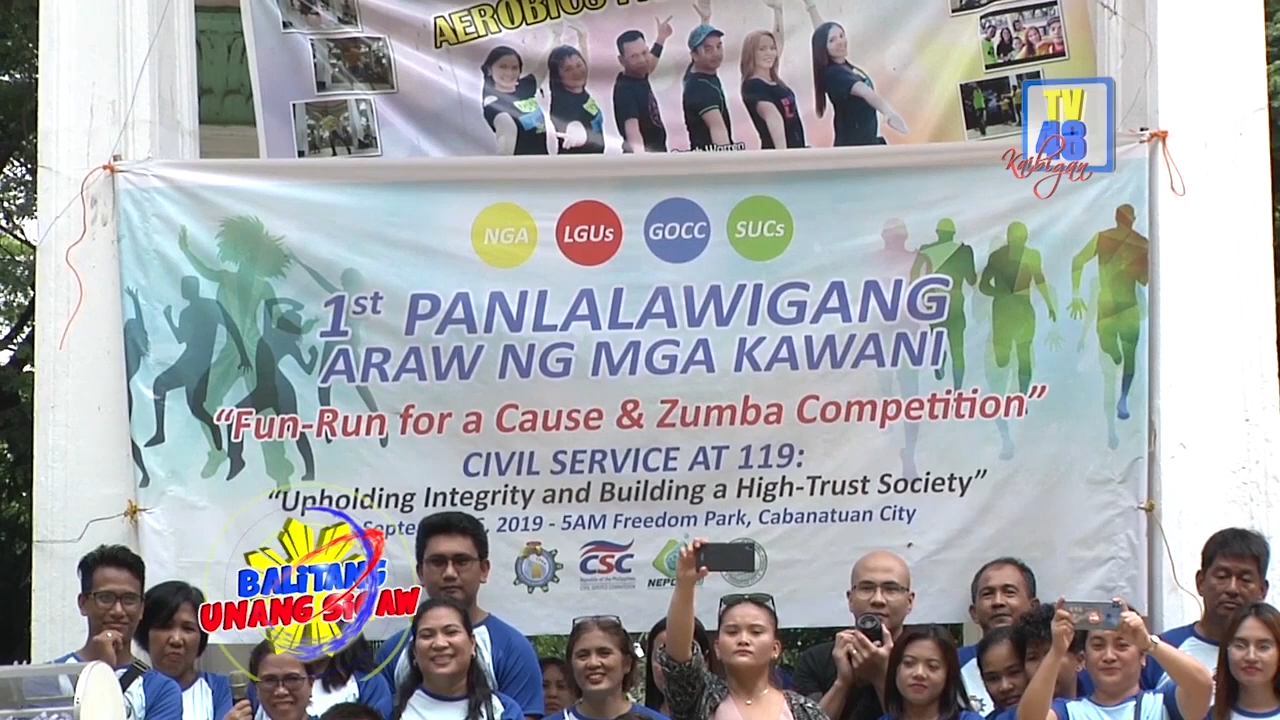 AEROBICS
TV
48
Kaibigan
NGA LGUs GOCC SUCs
1st PANLALAWIGANG
ARAW NG MGA KAWANI
“Fun-Run for a Cause & Zumba Competition”
CIVIL SERVICE AT 119:
“Upholding Integrity and Building a High-Trust Society”
2019 - 5AM Freedom Park, Cabanatuan City
CSC
BALITANG
UNANG SIGAW